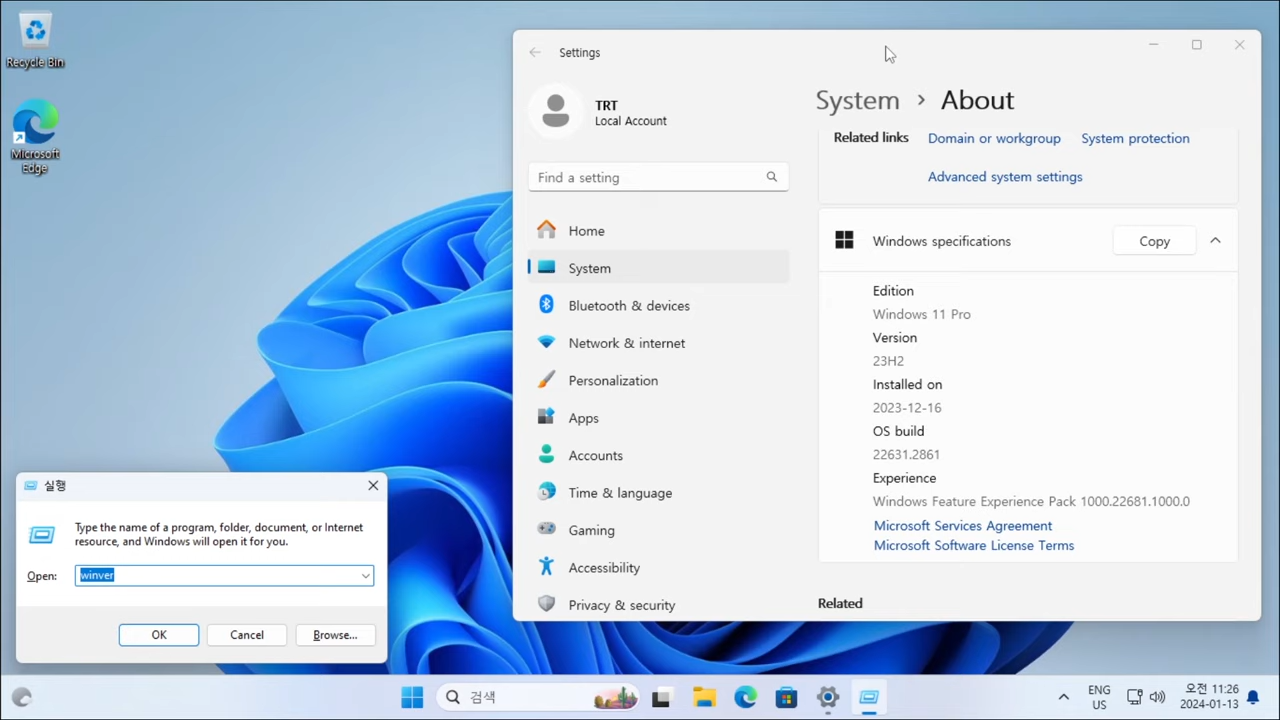 Recycle Bin
Microsoft
Edge
Settings
TRT
Local Account
Find a setting
Home
System
Bluetooth & devices
Network & internet
Personalization
Apps
Accounts
Time & language
Gaming
Accessibility
Privacy & security
System > About
Related links Domain or workgroup System protection
Advanced system settings
Windows specifications Copy
Edition
Windows 11 Pro
Version
23H2
Installed on
2023-12-16
OS build
22631.2861
Experience
Windows Feature Experience Pack 1000.22681.1000.0
Microsoft Services Agreement
Microsoft Software License Terms
Related
실행
Type the name of a program, folder, document, or Internet
resource, and Windows will open it for you.
Open: winver
OK Cancel Browse...
검색
ENG
US
오전 11:26
2024-01-13